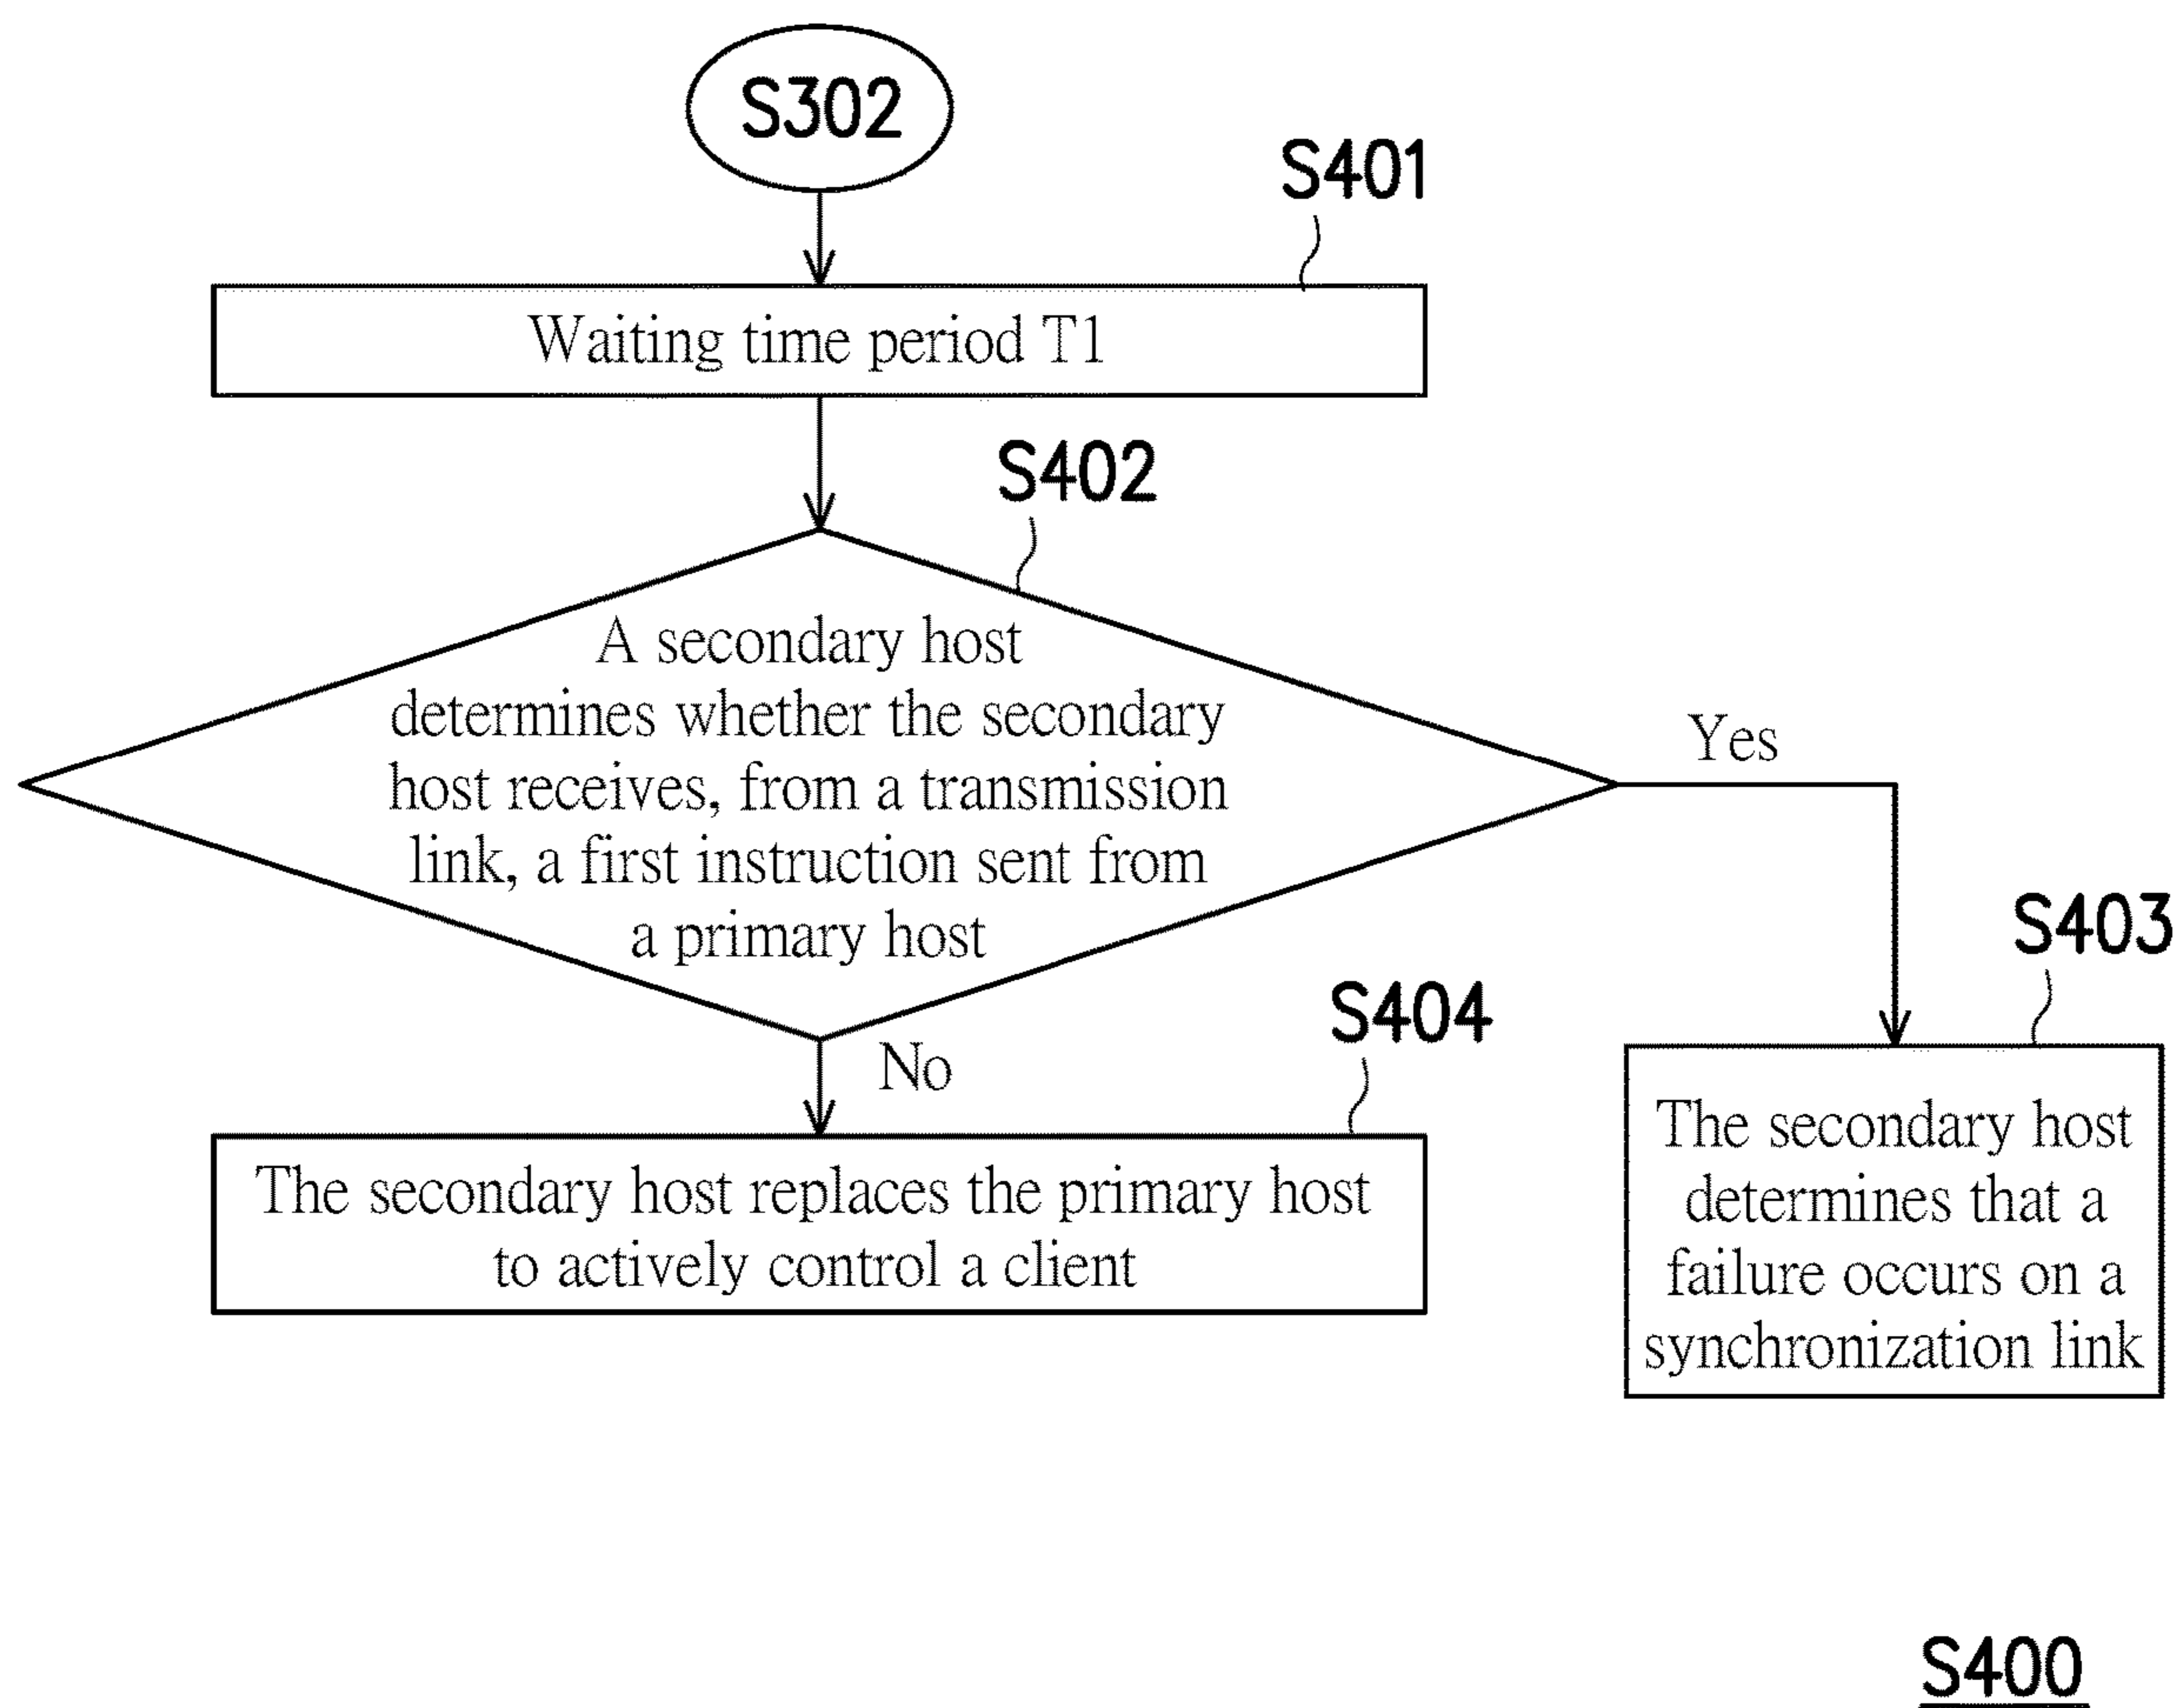 S302
S401
Waiting time period T1
S402
A secondary host
determines whether the secondary
host receives, from a transmission
link, a first instruction sent from
a primary host
Yes
No
S403
The secondary host
determines that a
failure occurs on a
synchronization link
S404
The secondary host replaces the primary host
to actively control a client
S400